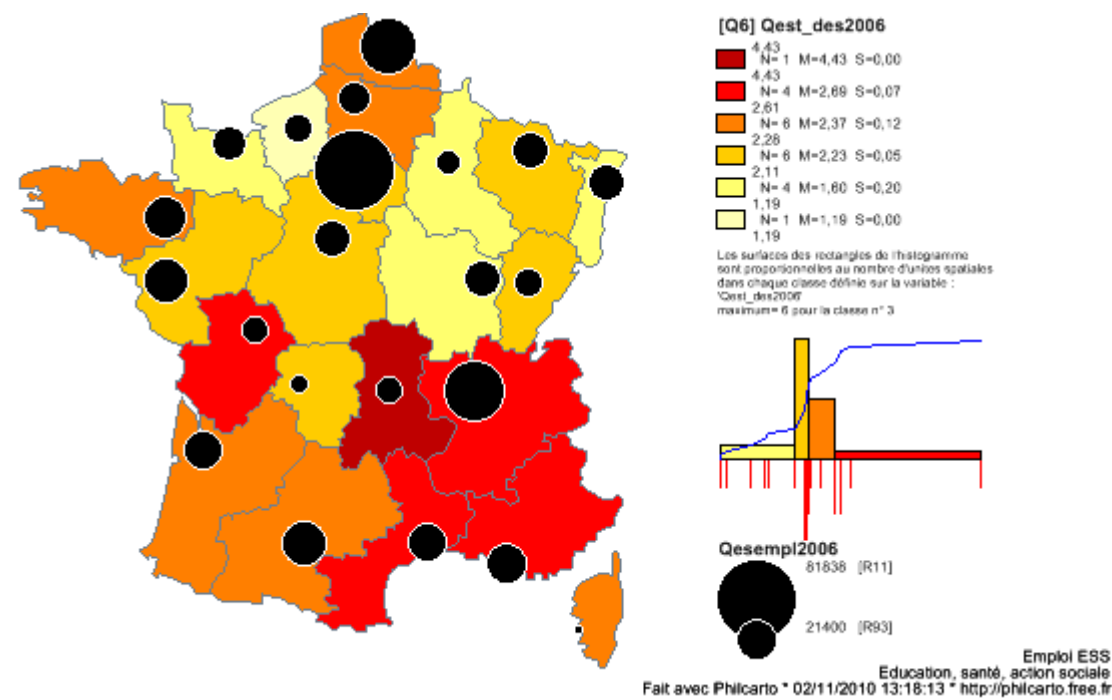 [Q6] Qest_des2006
4,43
N= 1 M=4,43 S=0,00
4,43
N= 4 M=2,69 S=0,07
2,61
N= 6 M=2,37 S=0,12
2,28
N= 6 M=2,23 S=0,05
2,11
N= 4 M=1,60 S=0,20
1,19
N= 1 M=1,19 S=0,00
1,19
Les surfaces des rectangles de l'histogramme
sont proportionnelles au nombre d'unites spatiales
dans chaque classe définie sur la variable :
'Qest_des2006'
maximum= 6 pour la classe n° 3
Qesempl2006
81838 [R11]
21400 [R93]
Emploi ESS
Education, santé, action sociale
Fait avec Philcarto * 02/11/2010 13:18:13 * http://philcarto.free.fr